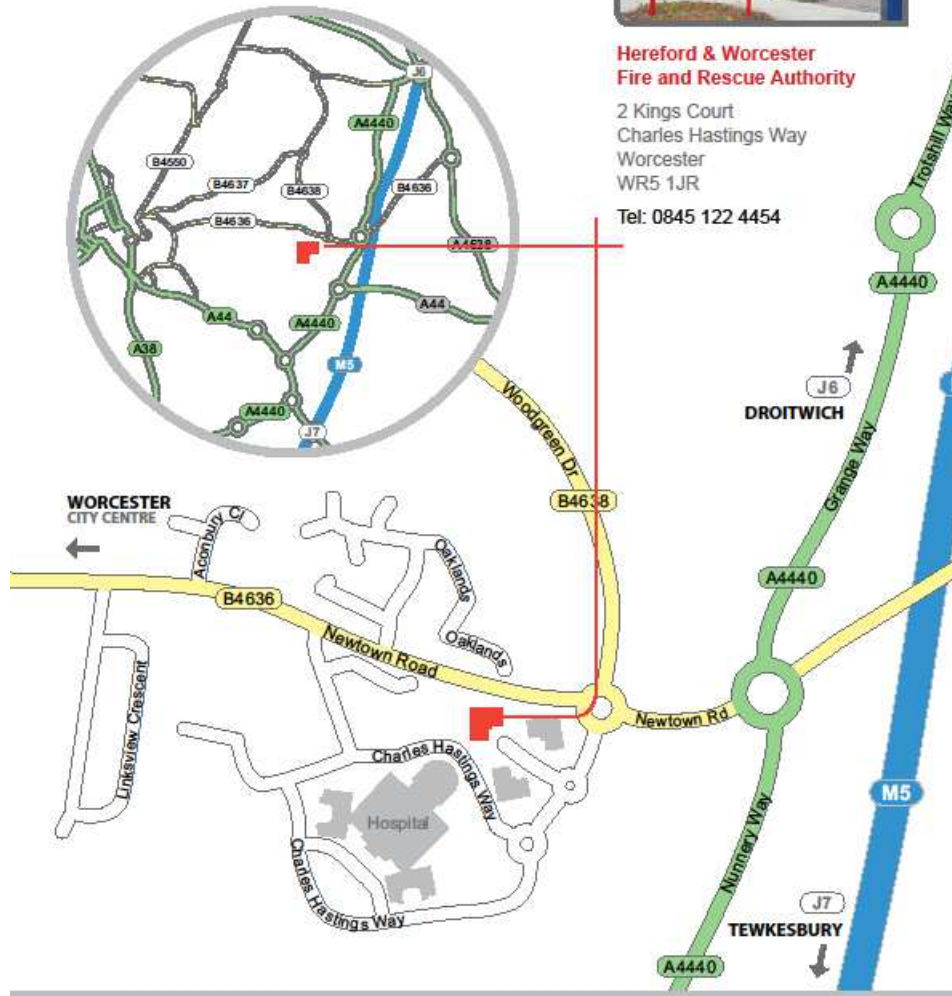 Hereford & Worcester
Fire and Rescue Authority
2 Kings Court
Charles Hastings Way
Worcester
WR5 1JR
Tel: 0845 122 4454
J6
A4440
B4550
B4637
B4638
B4636
B4636
A4538
A44
A44
A4440
A38
M5
A4440
J7
Trotshill Way
A4440
J6
DROITWICH
Grange Way
A4440
Woodgreen Dr
B4638
WORCESTER
CITY CENTRE
Aconbury Cl
Oaklands
Oaklands
B4636
Newtown Road
Newtown Rd
Linksview Crescent
Charles Hastings Way
Hospital
Charles Hastings Way
M5
Nunnery Way
J7
TEWKESBURY
A4440